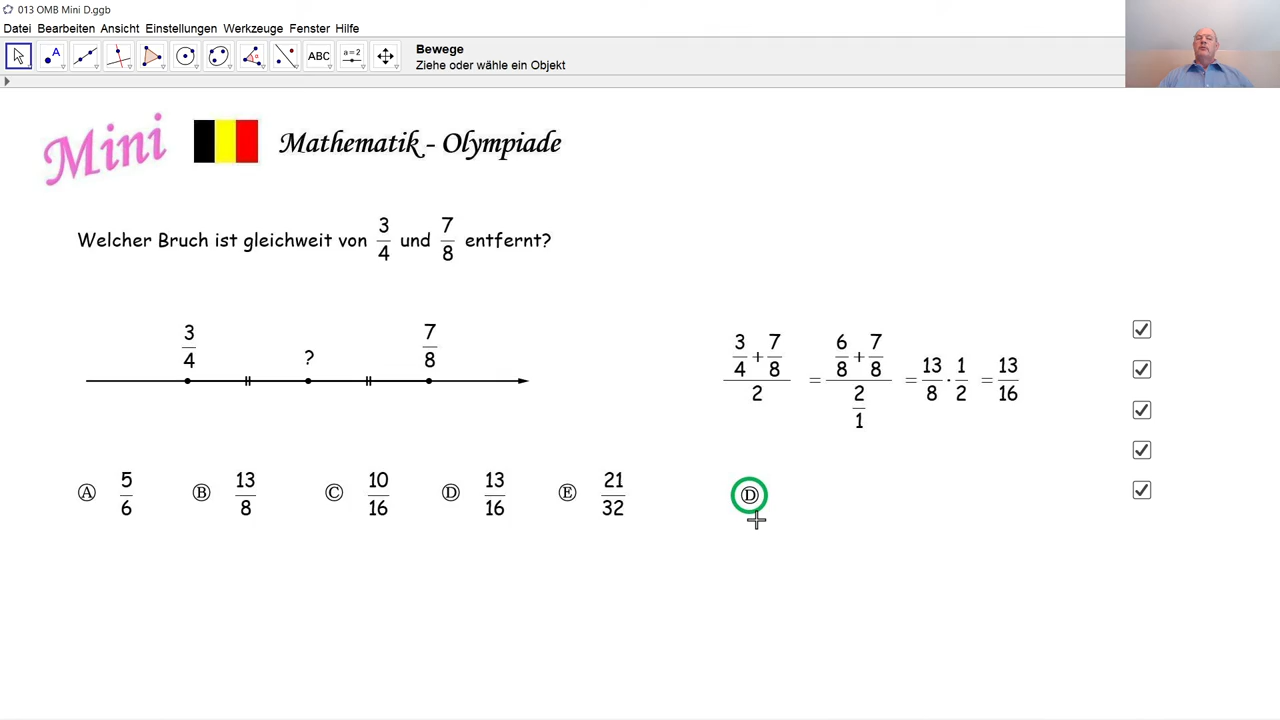 013 OMB Mini D.ggb
Datei Bearbeiten Ansicht Einstellungen Werkzeuge Fenster Hilfe
A ABC a=2 Bewege
Ziehe oder wähle ein Objekt
Mini Mathematik - Olympiade
Welcher Bruch ist gleichweit von 3/4 und 7/8 entfernt?
3/4 ? 7/8
(3/4 + 7/8)/2 = (6/8 + 7/8)/(2/1) = 13/8 · 1/2 = 13/16
Ⓐ 5/6 Ⓑ 13/8 Ⓒ 10/16 Ⓓ 13/16 Ⓔ 21/32
Ⓓ